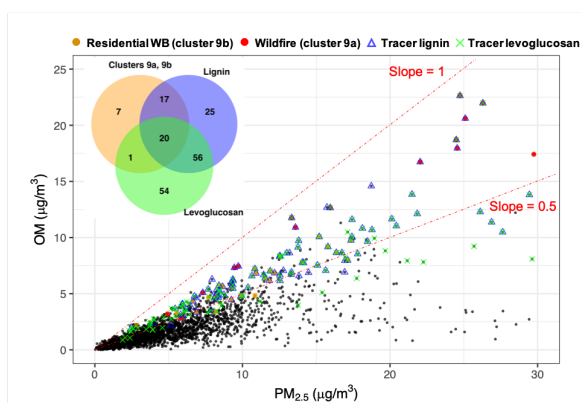 Residential WB (cluster 9b) Wildfire (cluster 9a) Tracer lignin Tracer levoglucosan
Clusters 9a, 9b
Lignin
7
17
25
20
1
56
54
Levoglucosan
Slope = 1
Slope = 0.5
OM (μg/m³)
25
20
15
10
5
0
0 10 20 30
PM₂.₅ (μg/m³)